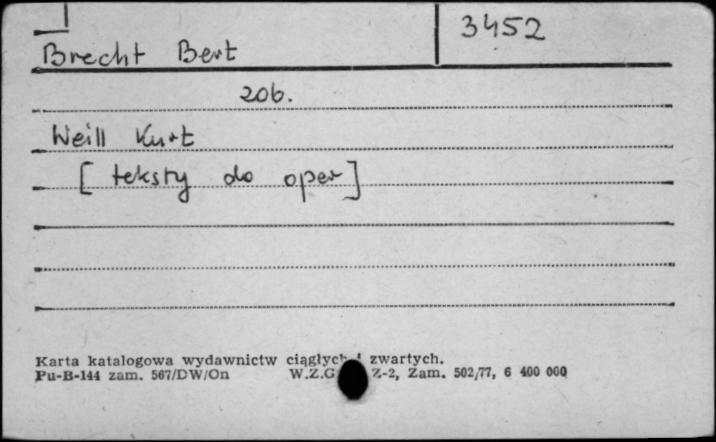 3452
Brecht Bert
zob.
Weill Kurt
[teksty do oper]
Karta katalogowa wydawnictw ciągłych i zwartych.
Pu-B-144 zam. 567/DW/On W.Z.G. Z-2, Zam. 502/77, 6 400 000